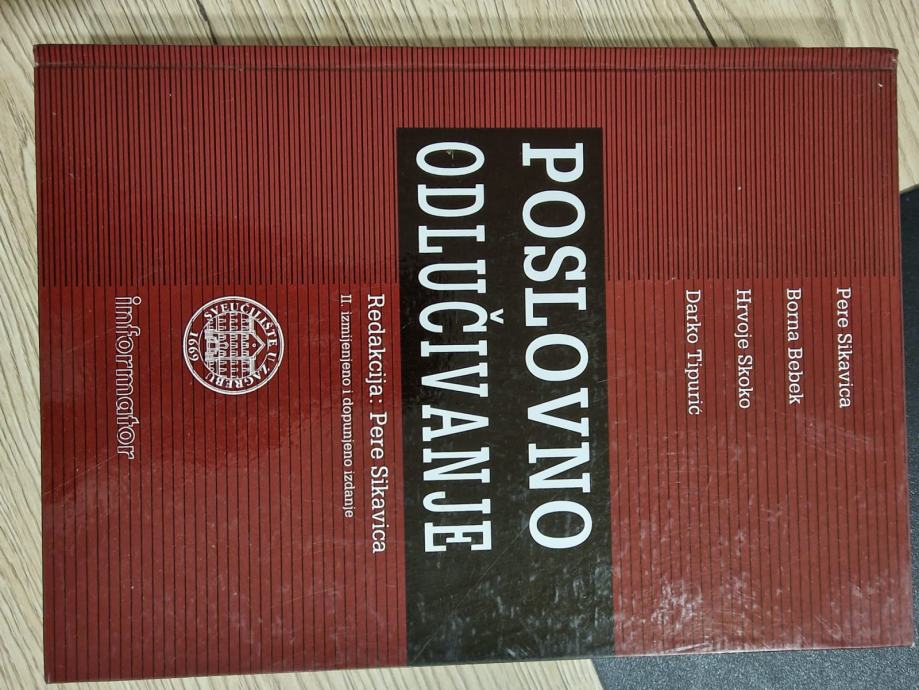 Pere Sikavica
Borna Bebek
Hrvoje Skoko
Darko Tipurić
POSLOVNO
ODLUČIVANJE
Redakcija: Pere Sikavica
II. izmijenjeno i dopunjeno izdanje
SVEUČILIŠTE U ZAGREBU
1669
informator